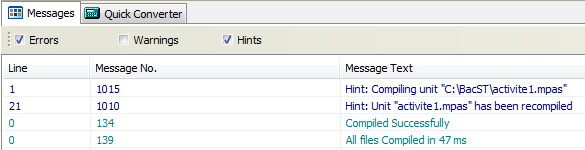 Messages Quick Converter
Errors Warnings Hints
Line Message No. Message Text
1 1015 Hint: Compiling unit "C:\BacST\activite1.mpas"
21 1010 Hint: Unit "activite1.mpas" has been recompiled
0 134 Compiled Successfully
0 139 All files Compiled in 47 ms